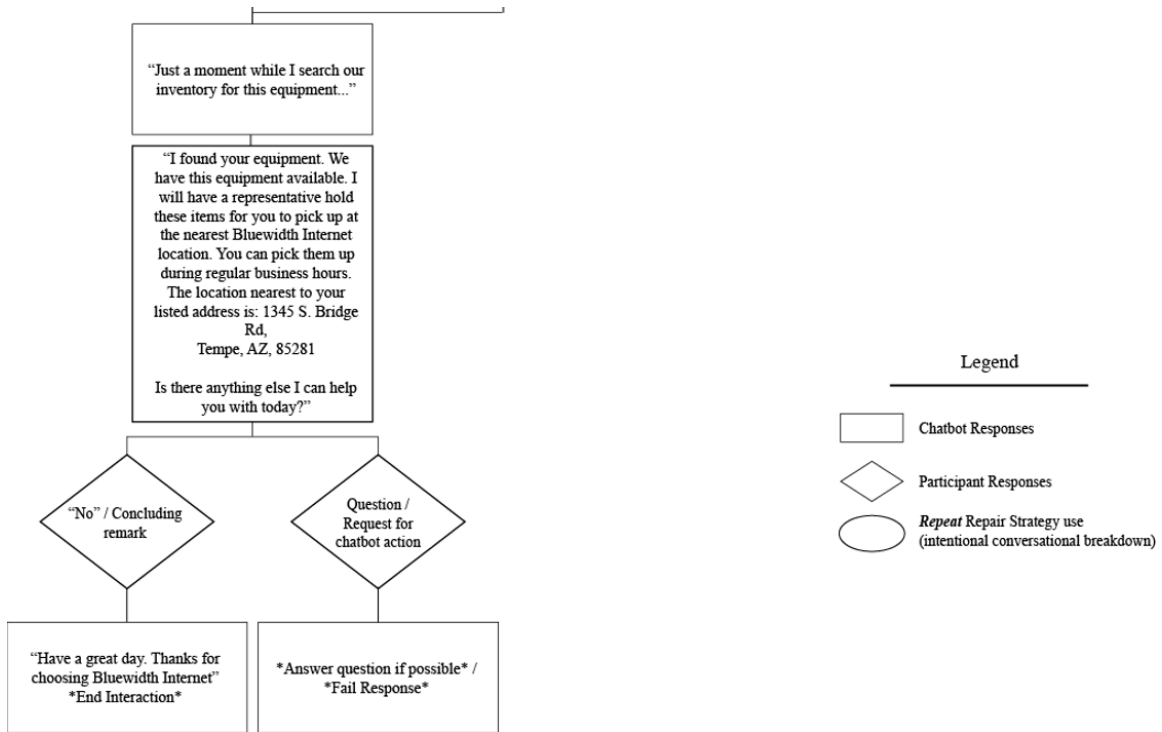 “Just a moment while I search our
inventory for this equipment...”
“I found your equipment. We
have this equipment available. I
will have a representative hold
these items for you to pick up at
the nearest Bluewidth Internet
location. You can pick them up
during regular business hours.
The location nearest to your
listed address is: 1345 S. Bridge
Rd,
Tempe, AZ, 85281
Is there anything else I can help
you with today?”
“No” / Concluding
remark
Question /
Request for
chatbot action
“Have a great day. Thanks for
choosing Bluewidth Internet”
*End Interaction*
*Answer question if possible* /
*Fail Response*
Legend
Chatbot Responses
Participant Responses
Repeat Repair Strategy use
(intentional conversational breakdown)